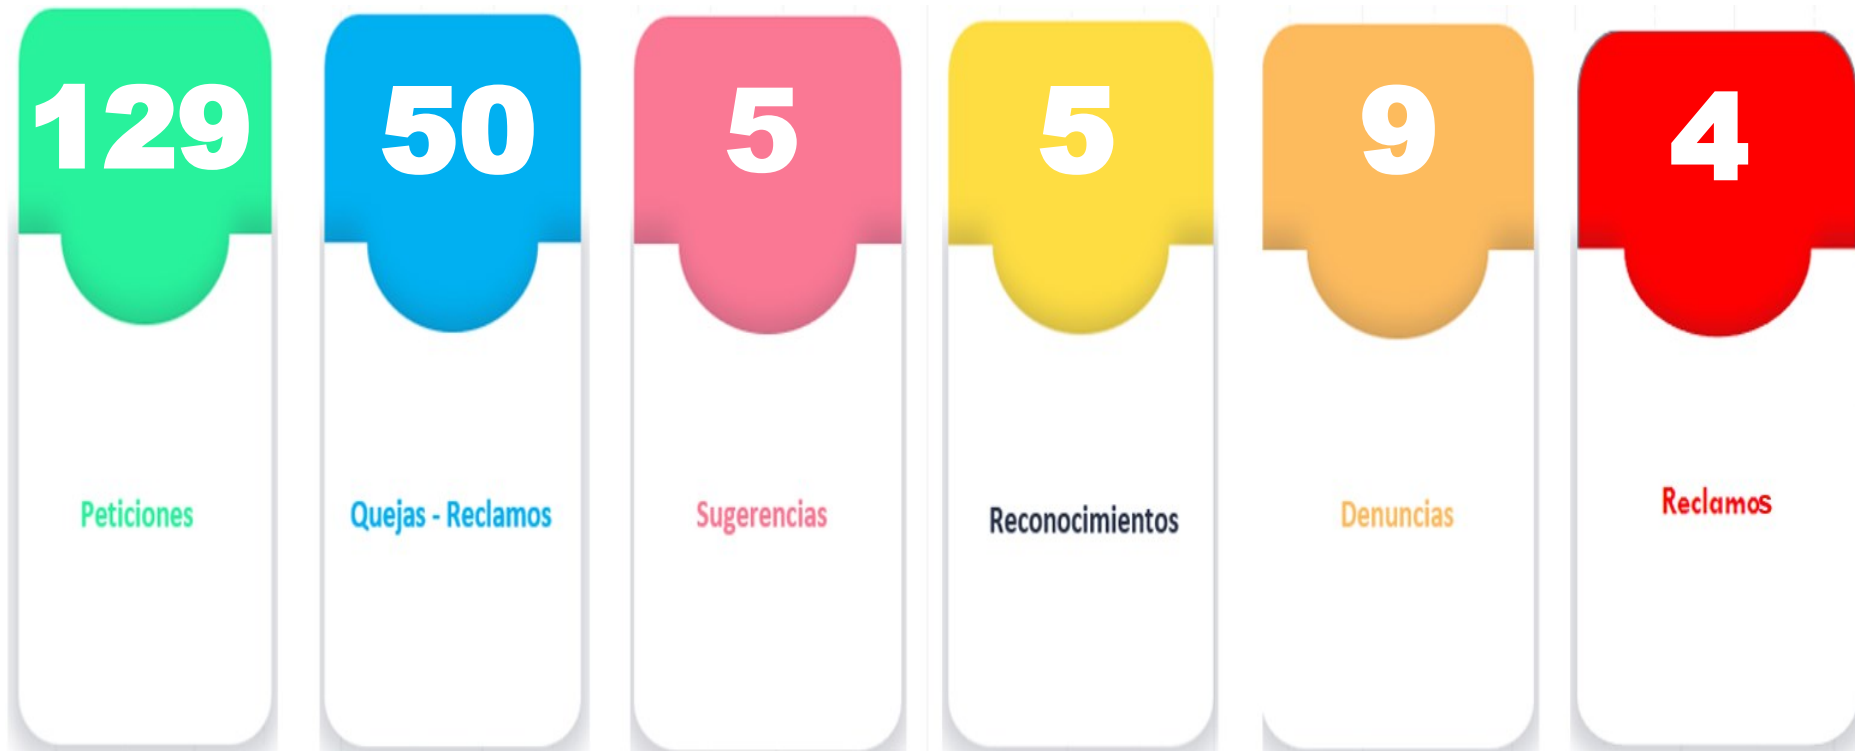 129
50
5
5
9
4
Peticiones
Quejas - Reclamos
Sugerencias
Reconocimientos
Denuncias
Reclamos